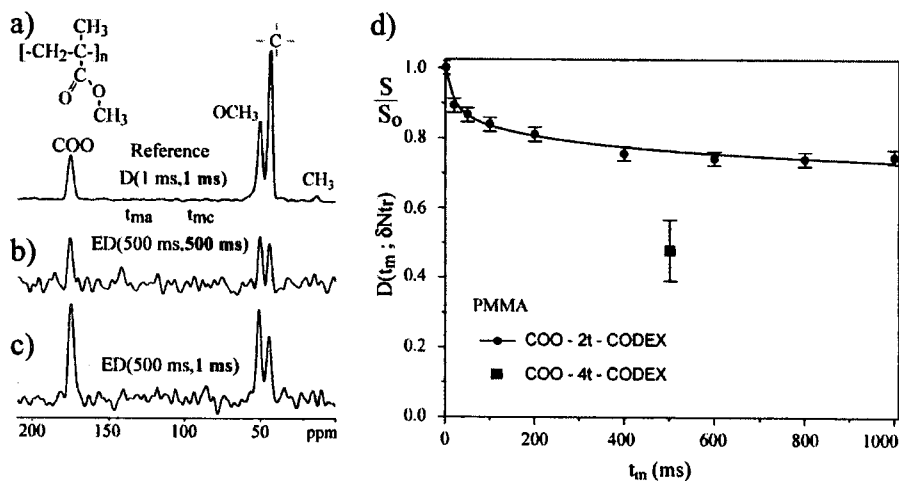 a)
CH₃
[-CH₂-C-]ₙ
C
O
O
CH₃
COO
Reference
D(1 ms,1 ms)
tₘₐ
tₘ𝒸
OCH₃
-C-
CH₃
b)
ED(500 ms,500 ms)
c)
ED(500 ms,1 ms)
200
150
100
50
ppm
d)
S
S₀
D(tₘ ; δNtr)
1.0
0.8
0.6
0.4
0.2
0.0
PMMA
COO - 2t - CODEX
COO - 4t - CODEX
0
200
400
600
800
1000
tₘ (ms)